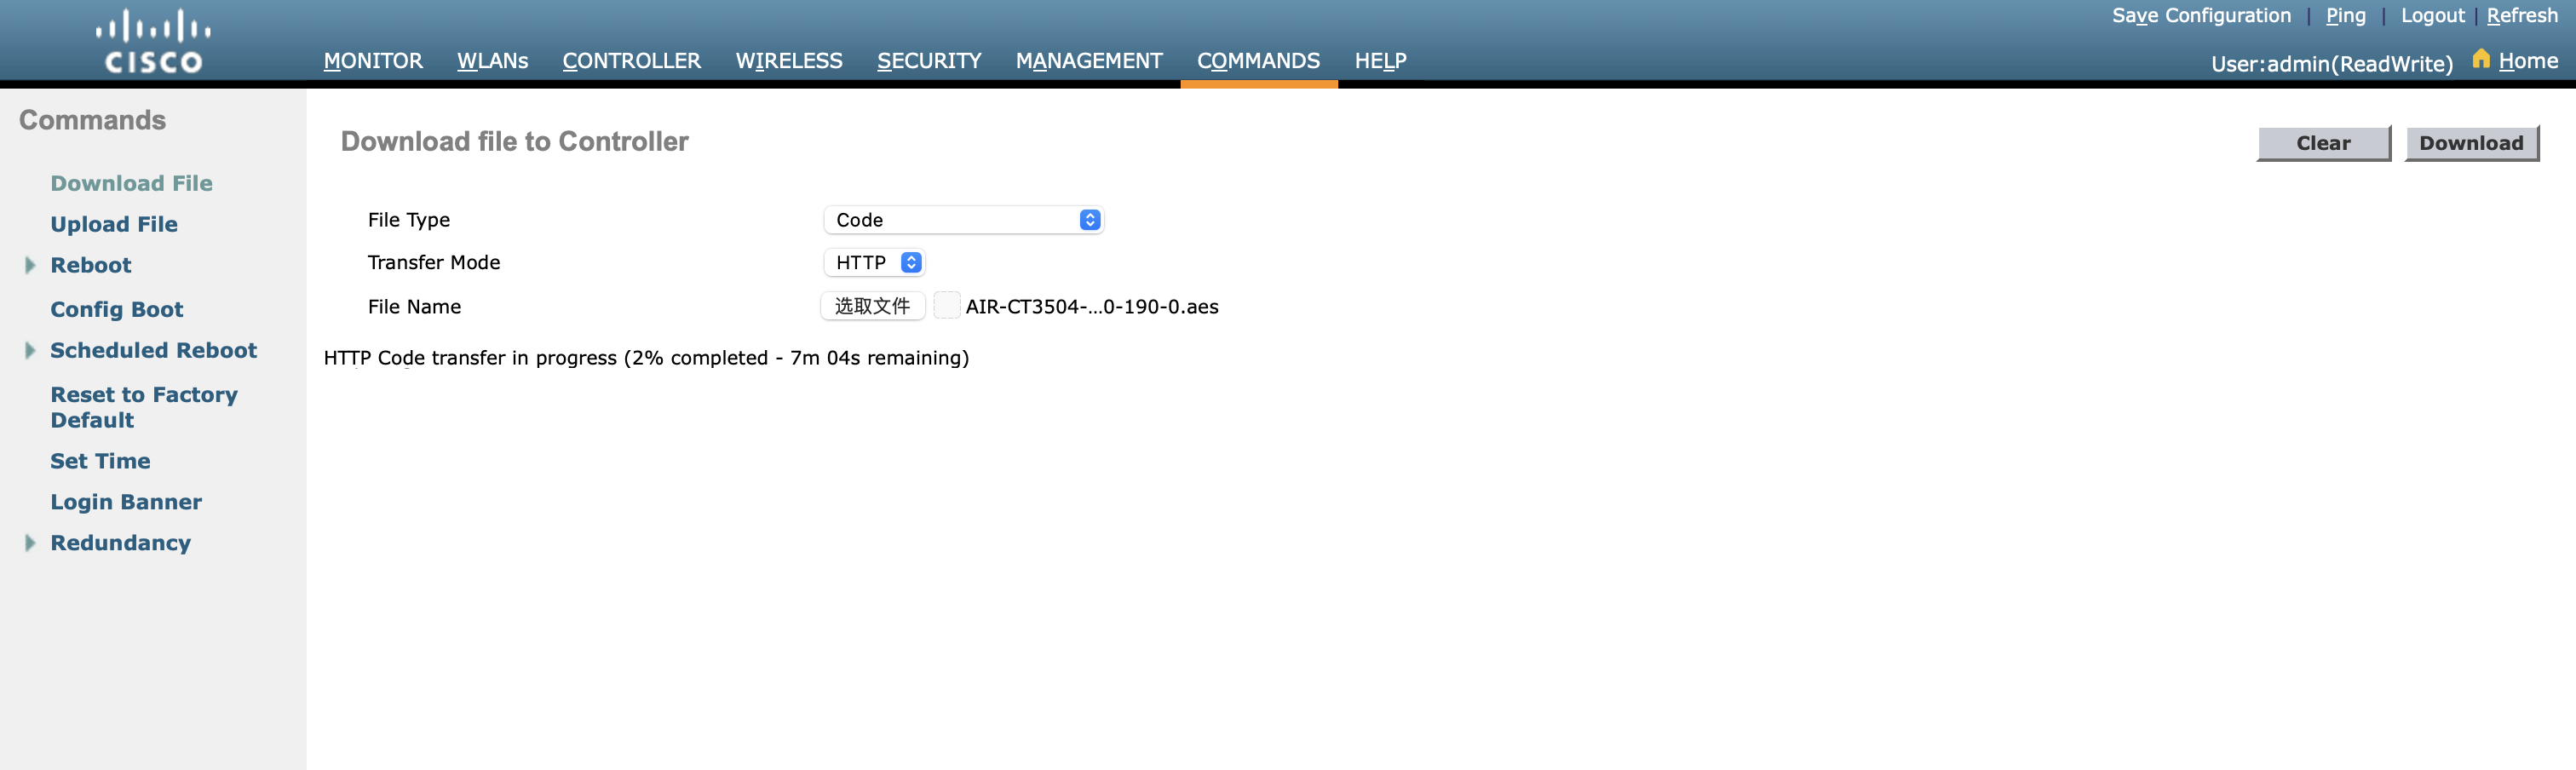 Save Configuration | Ping | Logout | Refresh
CISCO
MONITOR WLANs CONTROLLER WIRELESS SECURITY MANAGEMENT COMMANDS HELP
User:admin(ReadWrite) Home
Commands
Download File
Upload File
Reboot
Config Boot
Scheduled Reboot
Reset to Factory
Default
Set Time
Login Banner
Redundancy
Download file to Controller
Clear Download
File Type Code
Transfer Mode HTTP
File Name 选取文件 AIR-CT3504-...0-190-0.aes
HTTP Code transfer in progress (2% completed - 7m 04s remaining)